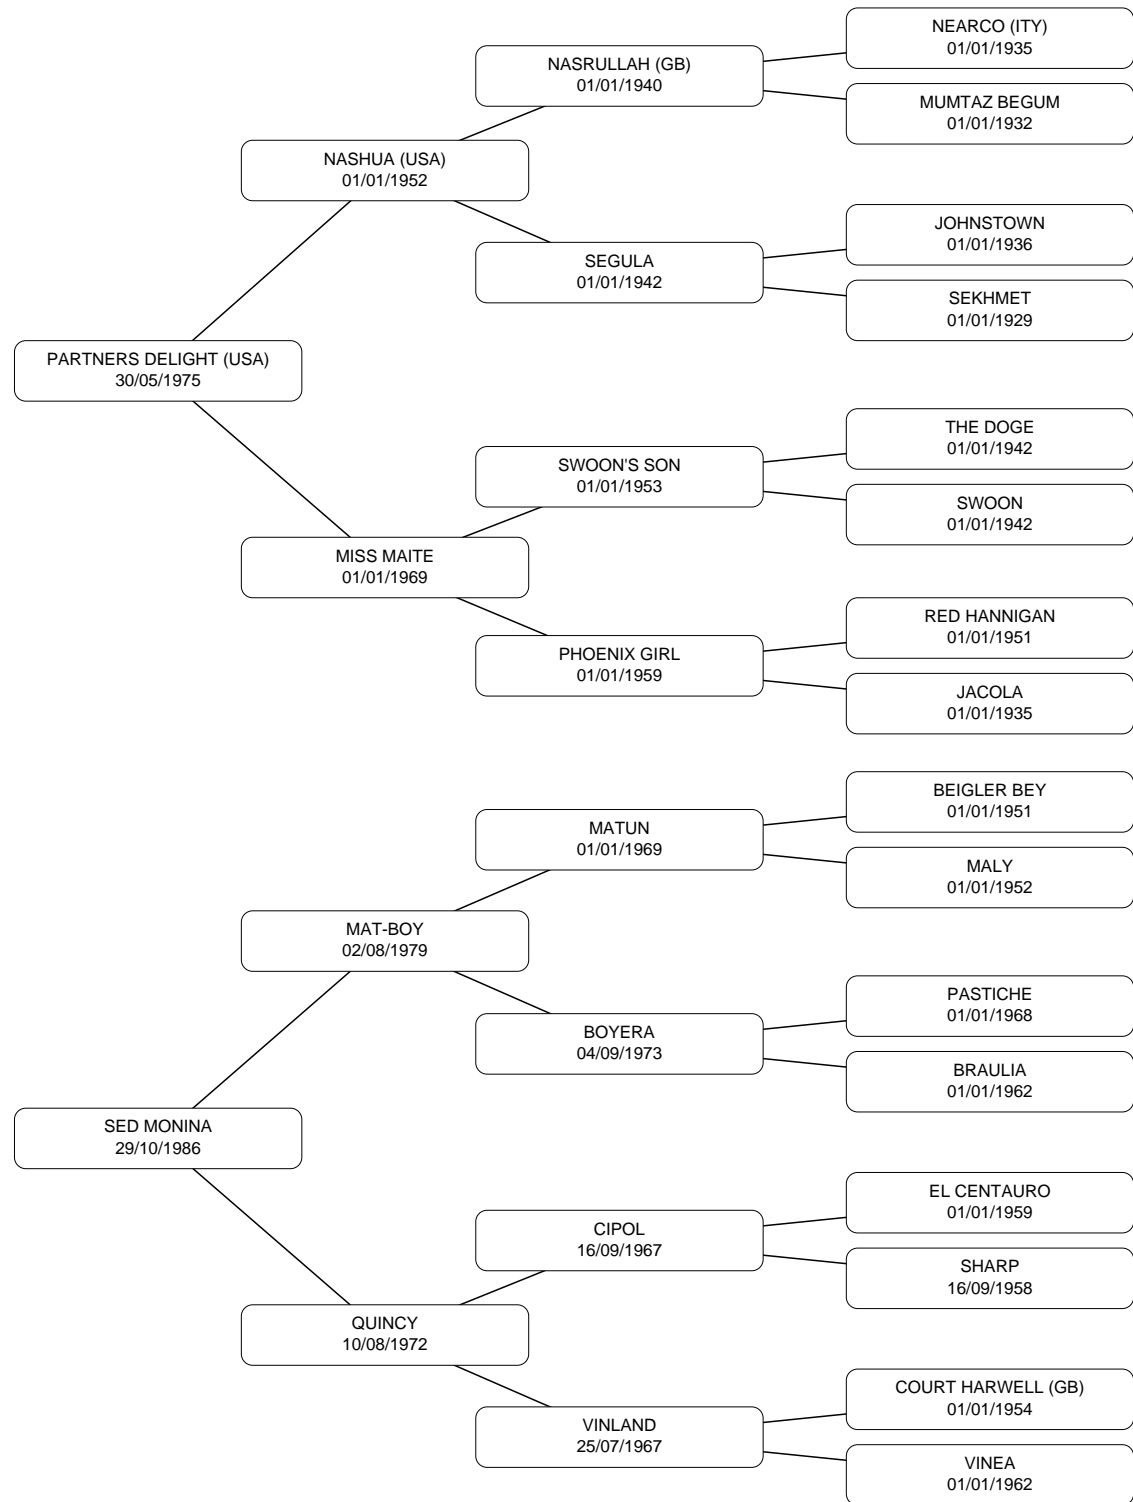 NEARCO (ITY)
01/01/1935
NASRULLAH (GB)
01/01/1940
MUMTAZ BEGUM
01/01/1932
NASHUA (USA)
01/01/1952
JOHNSTOWN
01/01/1936
SEGULA
01/01/1942
SEKHMET
01/01/1929
PARTNERS DELIGHT (USA)
30/05/1975
THE DOGE
01/01/1942
SWOON'S SON
01/01/1953
SWOON
01/01/1942
MISS MAITE
01/01/1969
RED HANNIGAN
01/01/1951
PHOENIX GIRL
01/01/1959
JACOLA
01/01/1935
BEIGLER BEY
01/01/1951
MATUN
01/01/1969
MALY
01/01/1952
MAT-BOY
02/08/1979
PASTICHE
01/01/1968
BOYERA
04/09/1973
BRAULIA
01/01/1962
SED MONINA
29/10/1986
EL CENTAURO
01/01/1959
CIPOL
16/09/1967
SHARP
16/09/1958
QUINCY
10/08/1972
COURT HARWELL (GB)
01/01/1954
VINLAND
25/07/1967
VINEA
01/01/1962